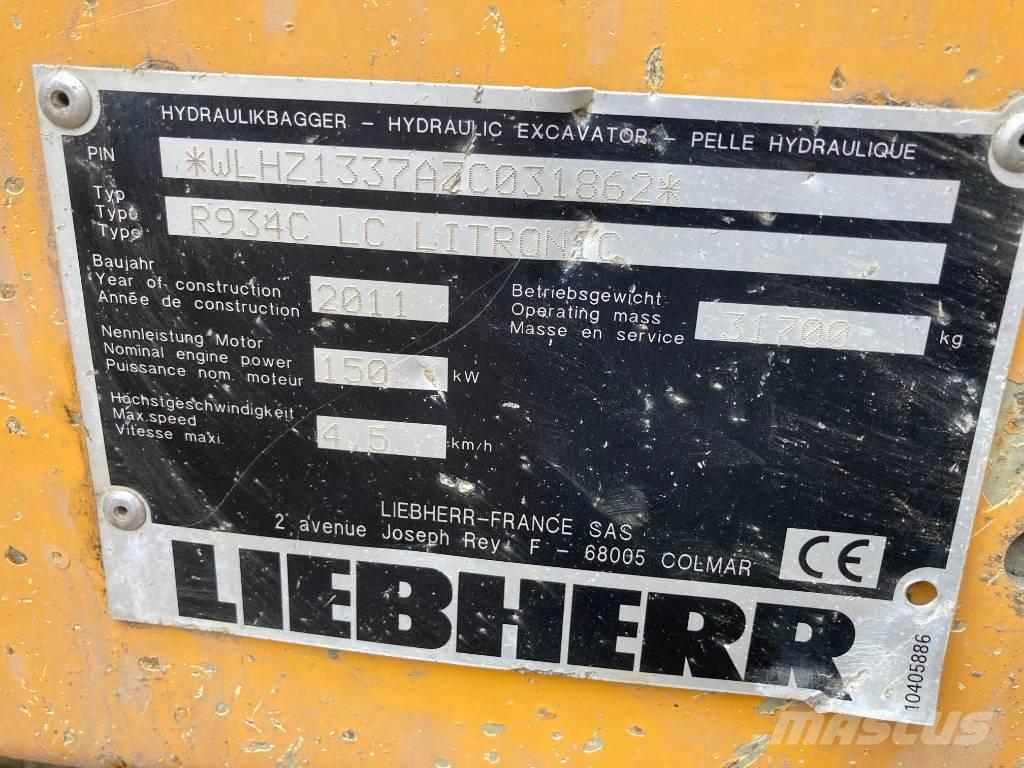 HYDRAULIKBAGGER - HYDRAULIC EXCAVATOR - PELLE HYDRAULIQUE
PIN *WLHZ1337AZC031862*
Typ
Type
Type
R934C LC LITRONIC
Baujahr
Year of construction
Année de construction
2011
Betriebsgewicht
Operating mass
Masse en service
31700 kg
Nennleistung Motor
Nominal engine power
Puissance nom. moteur
150 kW
Höchstgeschwindigkeit
Max.speed
Vitesse maxi.
4,5 km/h
LIEBHERR-FRANCE SAS
2 avenue Joseph Rey F - 68005 COLMAR
CE
LIEBHERR
10405886
MASCUS